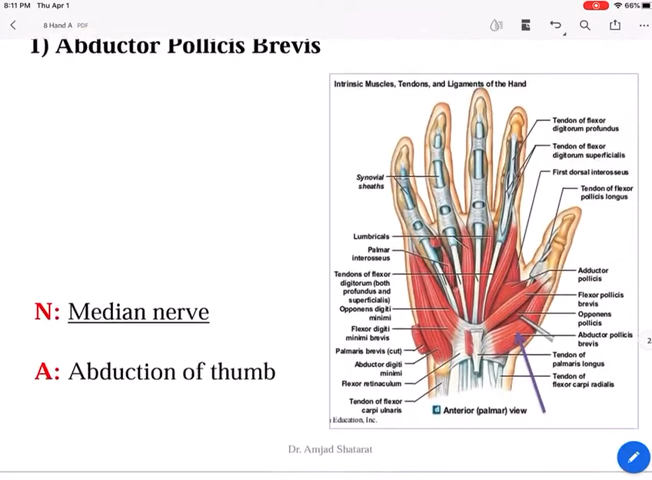 8:11 PM Thu Apr 1
66%
8 Hand A PDF
1) Abductor Pollicis Brevis
Intrinsic Muscles, Tendons, and Ligaments of the Hand
Tendon of flexor
digitorum profundus
Tendon of flexor
digitorum superficialis
First dorsal interosseus
Tendon of flexor
pollicis longus
Synovial
sheaths
Lumbricals
Palmar
interosseus
Tendons of flexor
digitorum (both
profundus and
superficialis)
Opponens digiti
minimi
Flexor digiti
minimi brevis
Palmaris brevis (cut)
Abductor digiti
minimi
Flexor retinaculum
Tendon of flexor
carpi ulnaris
Adductor
pollicis
Flexor pollicis
brevis
Opponens
pollicis
Abductor pollicis
brevis
Tendon of
palmaris longus
Tendon of
flexor carpi radialis
d Anterior (palmar) view
Education, Inc.
N: Median nerve
A: Abduction of thumb
2
Dr. Amjad Shatarat